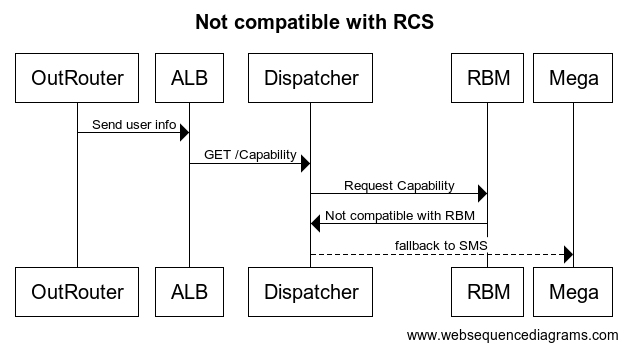 Not compatible with RCS
OutRouter ALB Dispatcher RBM Mega
Send user info
GET /Capability
Request Capability
Not compatible with RBM
fallback to SMS
OutRouter ALB Dispatcher RBM Mega
www.websequencediagrams.com